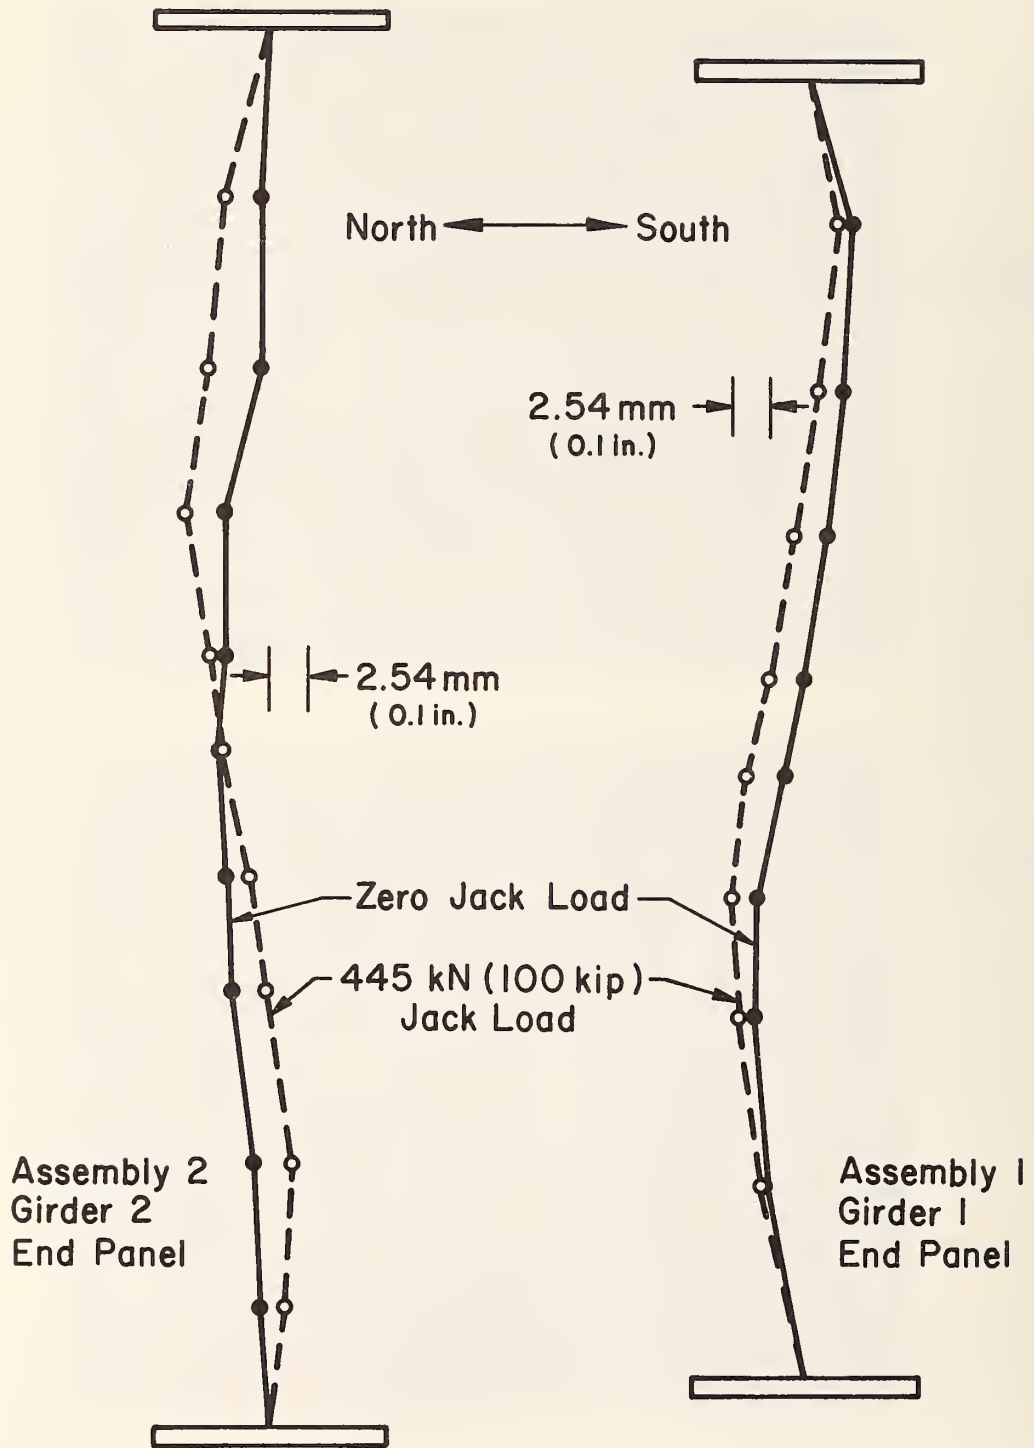 North
South
2.54 mm
(0.1 in.)
2.54 mm
(0.1 in.)
Zero Jack Load
445 kN (100 kip)
Jack Load
Assembly 2
Girder 2
End Panel
Assembly 1
Girder 1
End Panel